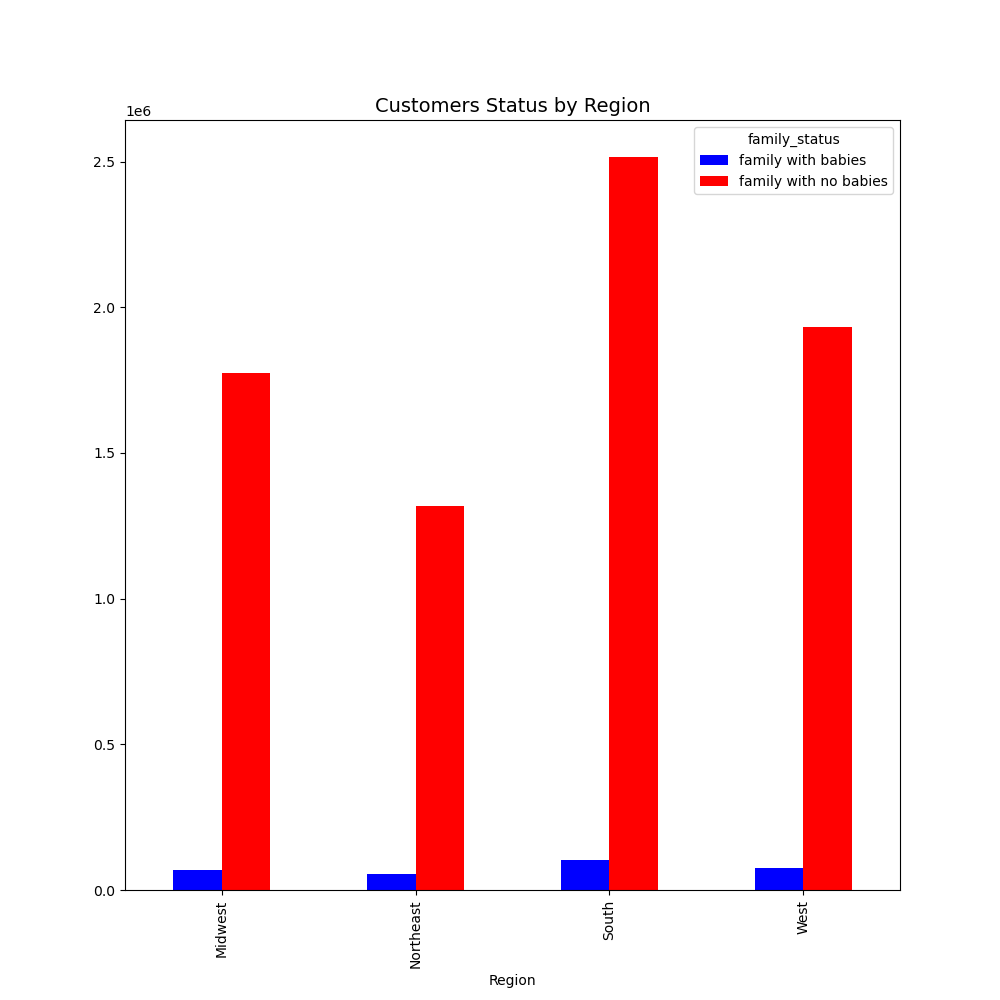 Customers Status by Region
1e6
family_status
family with babies
family with no babies
2.5
2.0
1.5
1.0
0.5
0.0
Midwest
Northeast
South
West
Region